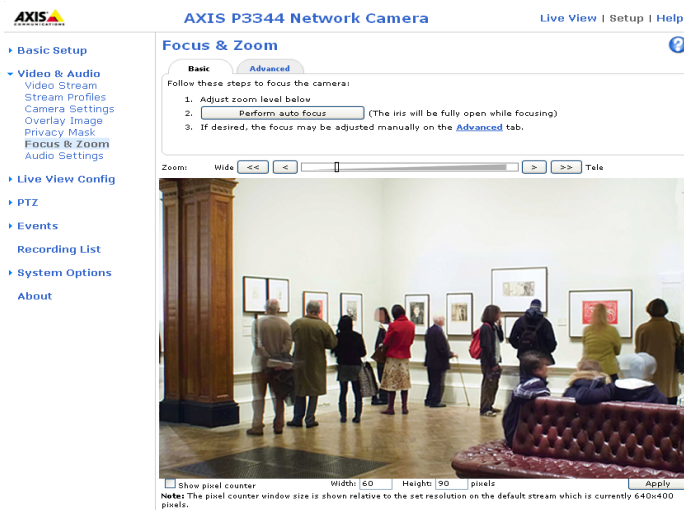 AXIS
COMMUNICATIONS
AXIS P3344 Network Camera
Live View | Setup | Help
Basic Setup
Video & Audio
Video Stream
Stream Profiles
Camera Settings
Overlay Image
Privacy Mask
Focus & Zoom
Audio Settings
Live View Config
PTZ
Events
Recording List
System Options
About
Focus & Zoom
?
Basic Advanced
Follow these steps to focus the camera:
1. Adjust zoom level below
2. Perform auto focus (The iris will be fully open while focusing)
3. If desired, the focus may be adjusted manually on the Advanced tab.
Zoom: Wide << < > >> Tele
Show pixel counter Width: 60 Height: 90 pixels Apply
Note: The pixel counter window size is shown relative to the set resolution on the default stream which is currently 640x400
pixels.